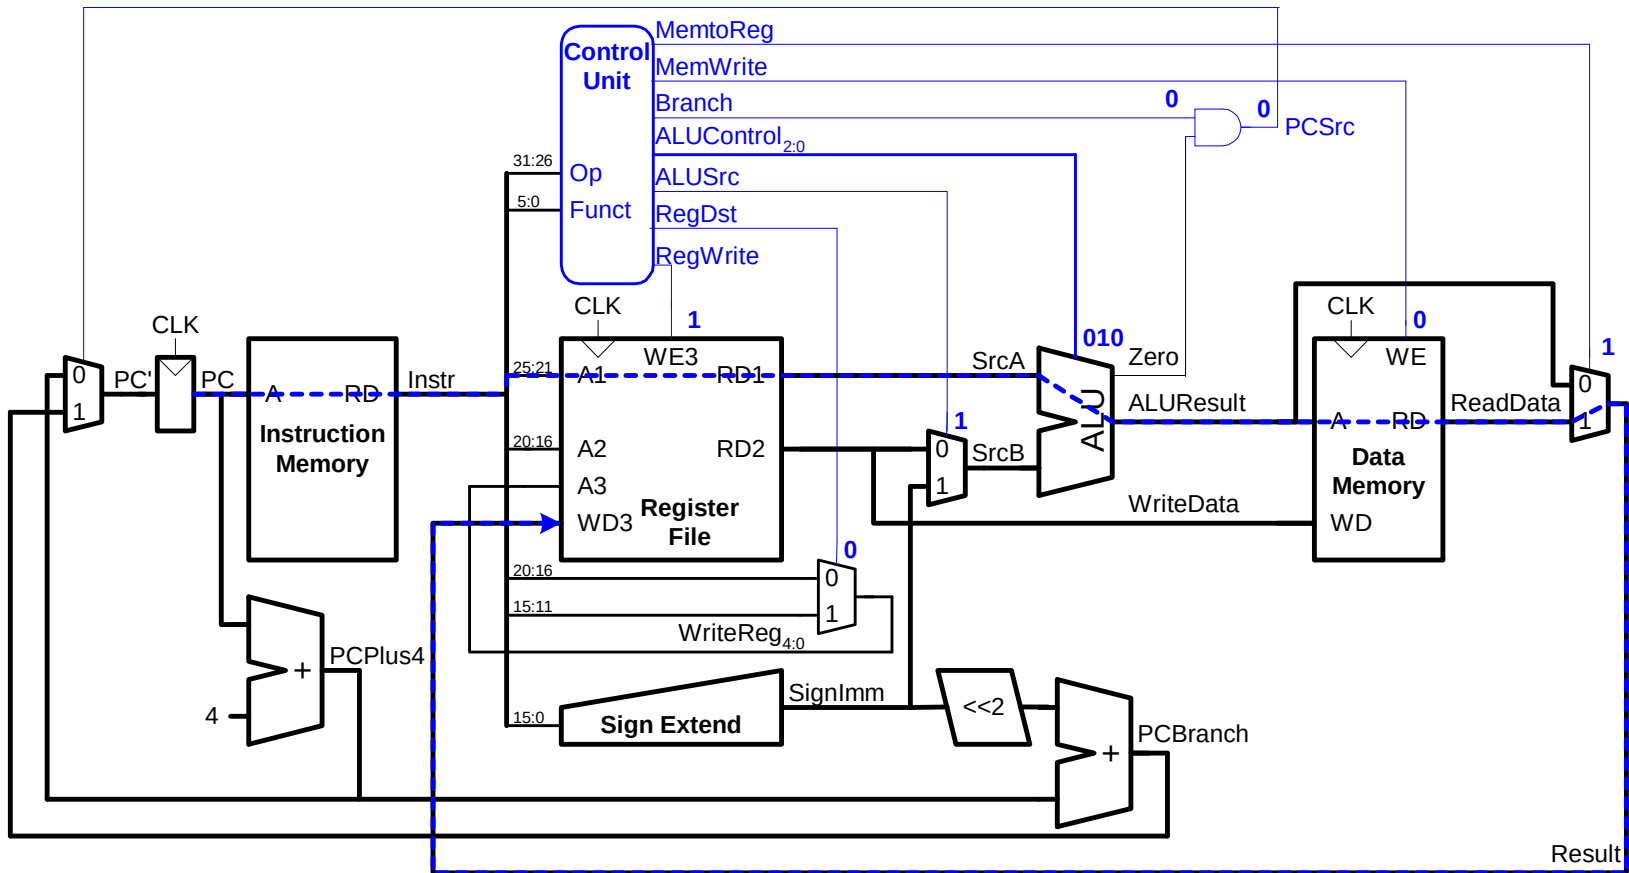 MemtoReg
Control
Unit
MemWrite
Branch
0
0
PCSrc
ALUControl2:0
31:26
Op
ALUSrc
5:0
Funct
RegDst
RegWrite
CLK
CLK
CLK
1
010
0
1
WE3
WE
Zero
0
PC'
PC
1
A
RD
Instr
25:21
A1
RD1
SrcA
0
1
ALU
ALUResult
A
RD
ReadData
1
Instruction
Memory
20:16
A2
RD2
1
0
SrcB
Data
Memory
A3
1
WD3
Register
File
WriteData
WD
0
20:16
0
15:11
1
WriteReg4:0
+
PCPlus4
4
SignImm
<<2
15:0
Sign Extend
+
PCBranch
Result